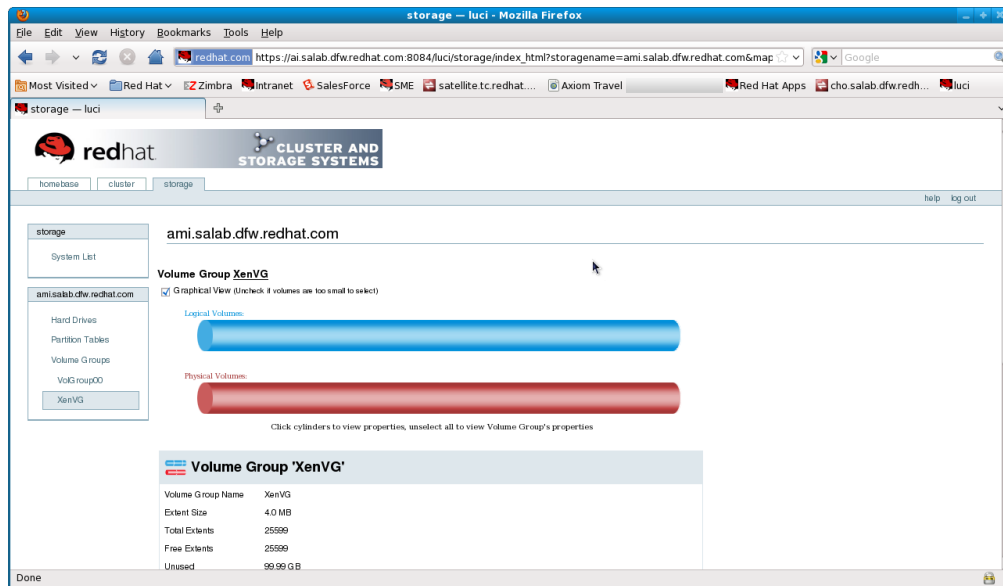 storage — luci - Mozilla Firefox
File Edit View History Bookmarks Tools Help
redhat.com https://ai.salab.dfw.redhat.com:8084/luci/storage/index_html?storagename=ami.salab.dfw.redhat.com&map
Google
Most Visited Red Hat Zimbra Intranet SalesForce SME satellite.tc.redhat.... Axiom Travel Red Hat Apps cho.salab.dfw.redh... luci
storage — luci
redhat. CLUSTER AND
STORAGE SYSTEMS
homebase cluster storage
help log out
storage
System List
ami.salab.dfw.redhat.com
Hard Drives
Partition Tables
Volume Groups
VolGroup00
XenVG
ami.salab.dfw.redhat.com
Volume Group XenVG
Graphical View (Uncheck if volumes are too small to select)
Logical Volumes:
Physical Volumes:
Click cylinders to view properties, unselect all to view Volume Group's properties
Volume Group 'XenVG'
Volume Group Name XenVG
Extent Size 4.0 MB
Total Extents 25599
Free Extents 25599
Unused 99.99 GB
Done